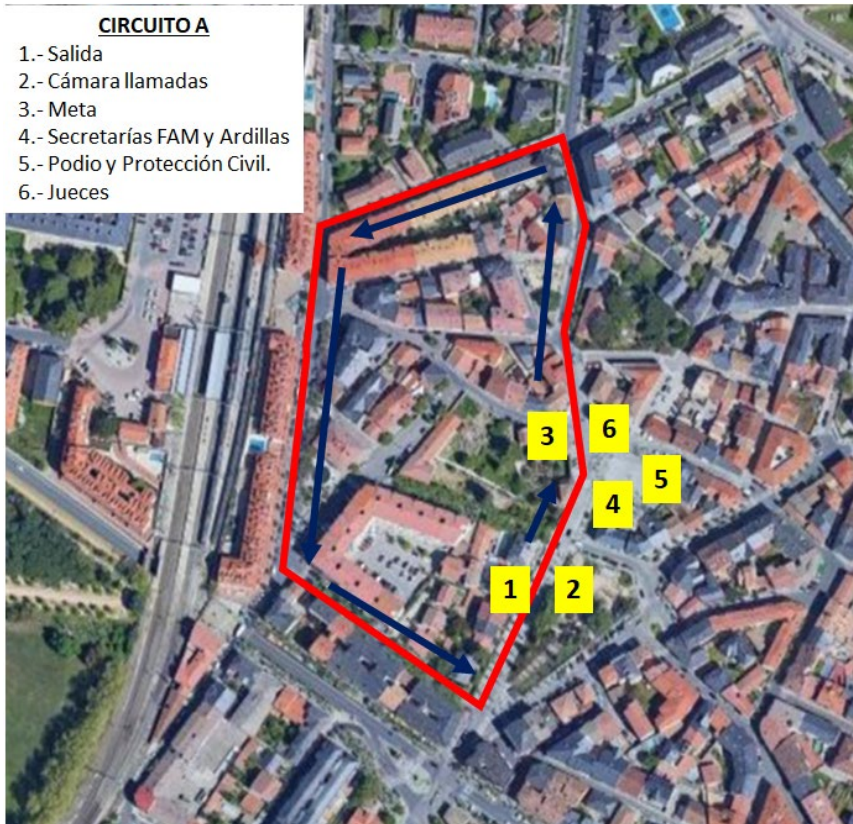 CIRCUITO A
1.- Salida
2.- Cámara llamadas
3.- Meta
4.- Secretarías FAM y Ardillas
5.- Podio y Protección Civil.
6.- Jueces
3
6
5
4
1
2